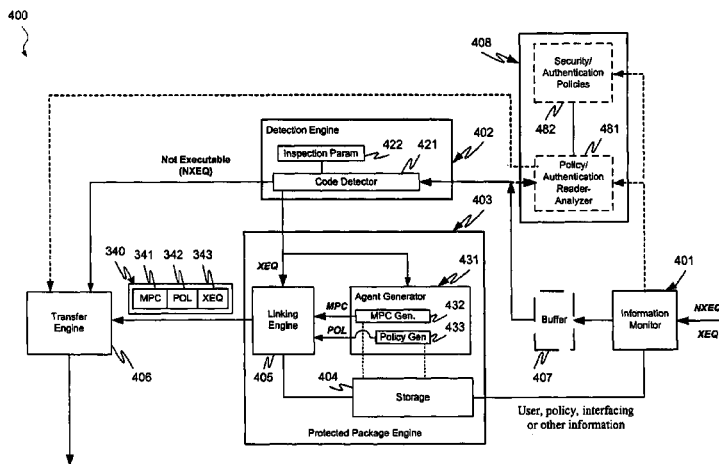 400
408
Security/
Authentication
Policies
482
481
Policy/
Authentication
Reader-
Analyzer
Detection Engine
422
Inspection Param
421
402
Code Detector
Not Executable
(NXEQ)
403
340
341
342
343
MPC
POL
XEQ
XEQ
431
Agent Generator
MPC
432
MPC Gen.
POL
433
Policy Gen
Transfer
Engine
406
Linking
Engine
405
404
Storage
Protected Package Engine
Buffer
407
401
Information
Monitor
NXEQ
XEQ
User, policy, interfacing
or other information